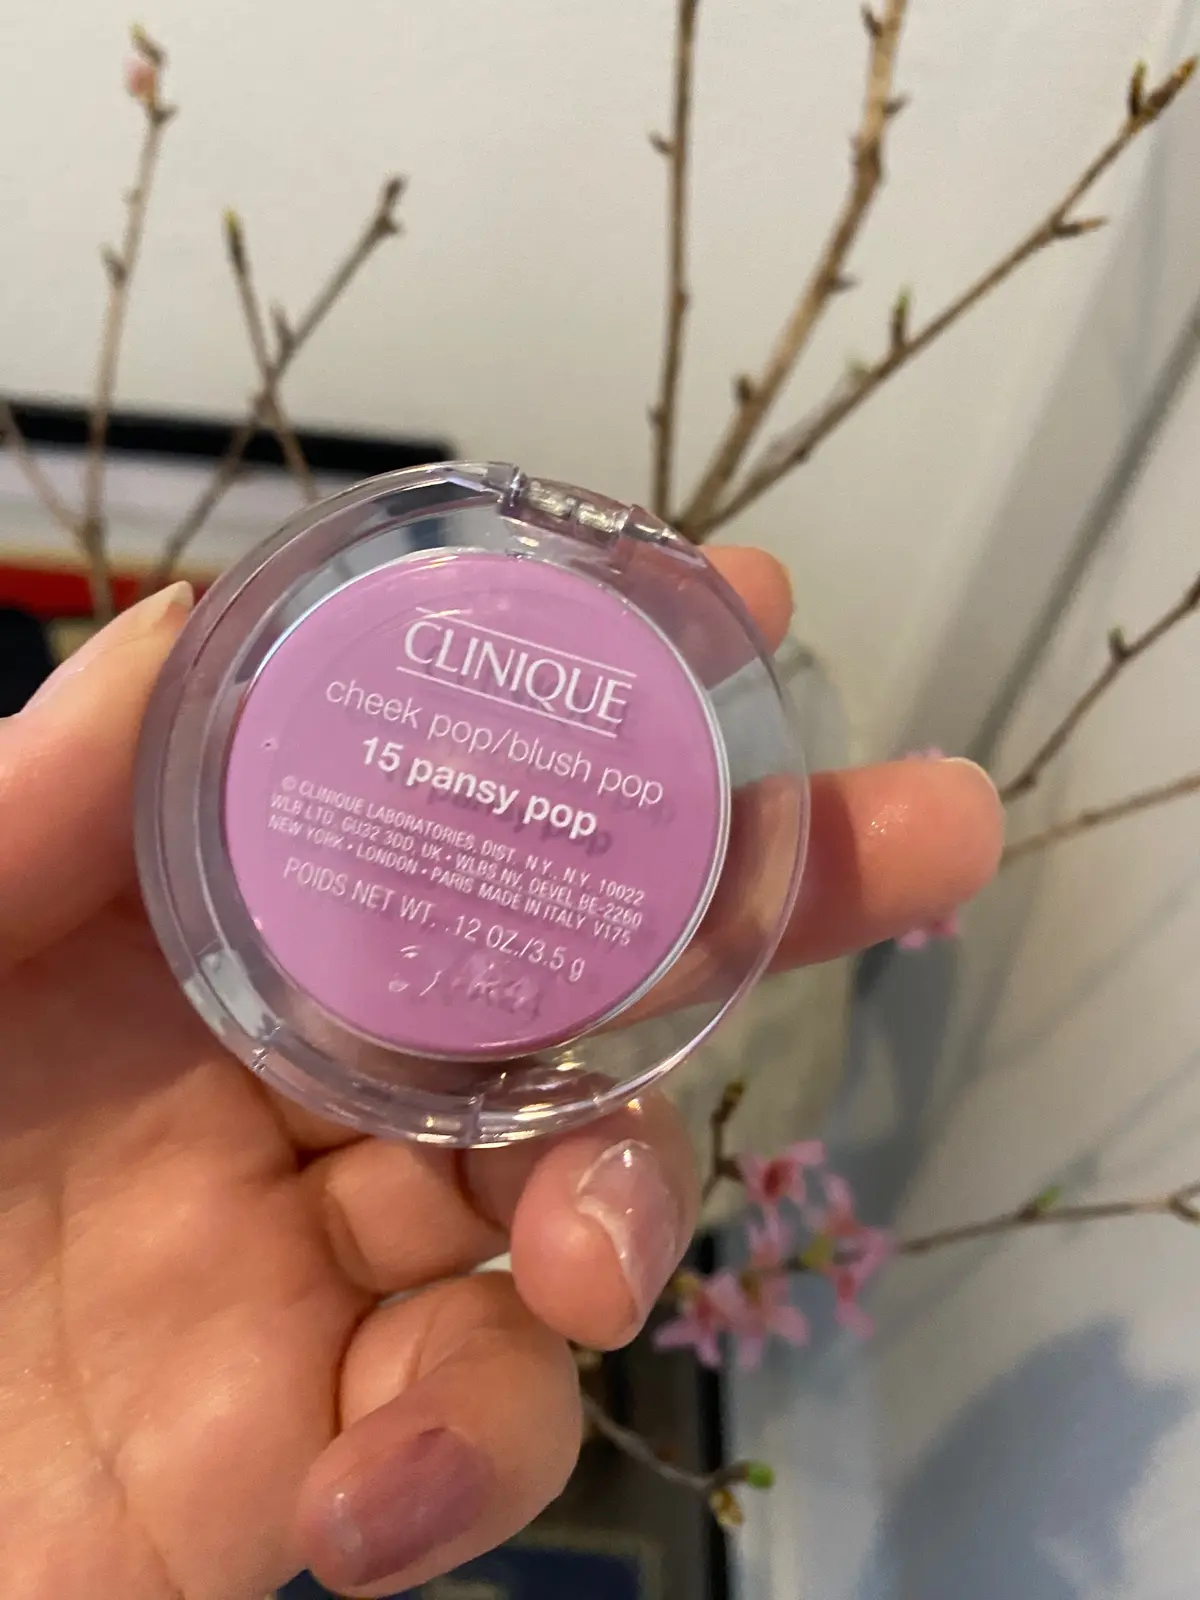 CLINIQUE
cheek pop/blush pop
15 pansy pop
© CLINIQUE LABORATORIES, DIST. N.Y., N.Y. 10022
WLB LTD, GU32 3DD, UK • WLBS NV, DEVEL BE-2260
NEW YORK • LONDON • PARIS MADE IN ITALY V175
POIDS NET WT. .12 OZ./3.5 g